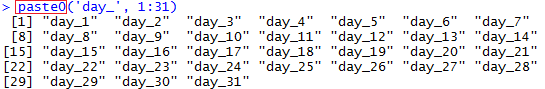 > paste0('day_', 1:31)
[1] "day_1" "day_2" "day_3" "day_4" "day_5" "day_6" "day_7"
[8] "day_8" "day_9" "day_10" "day_11" "day_12" "day_13" "day_14"
[15] "day_15" "day_16" "day_17" "day_18" "day_19" "day_20" "day_21"
[22] "day_22" "day_23" "day_24" "day_25" "day_26" "day_27" "day_28"
[29] "day_29" "day_30" "day_31"